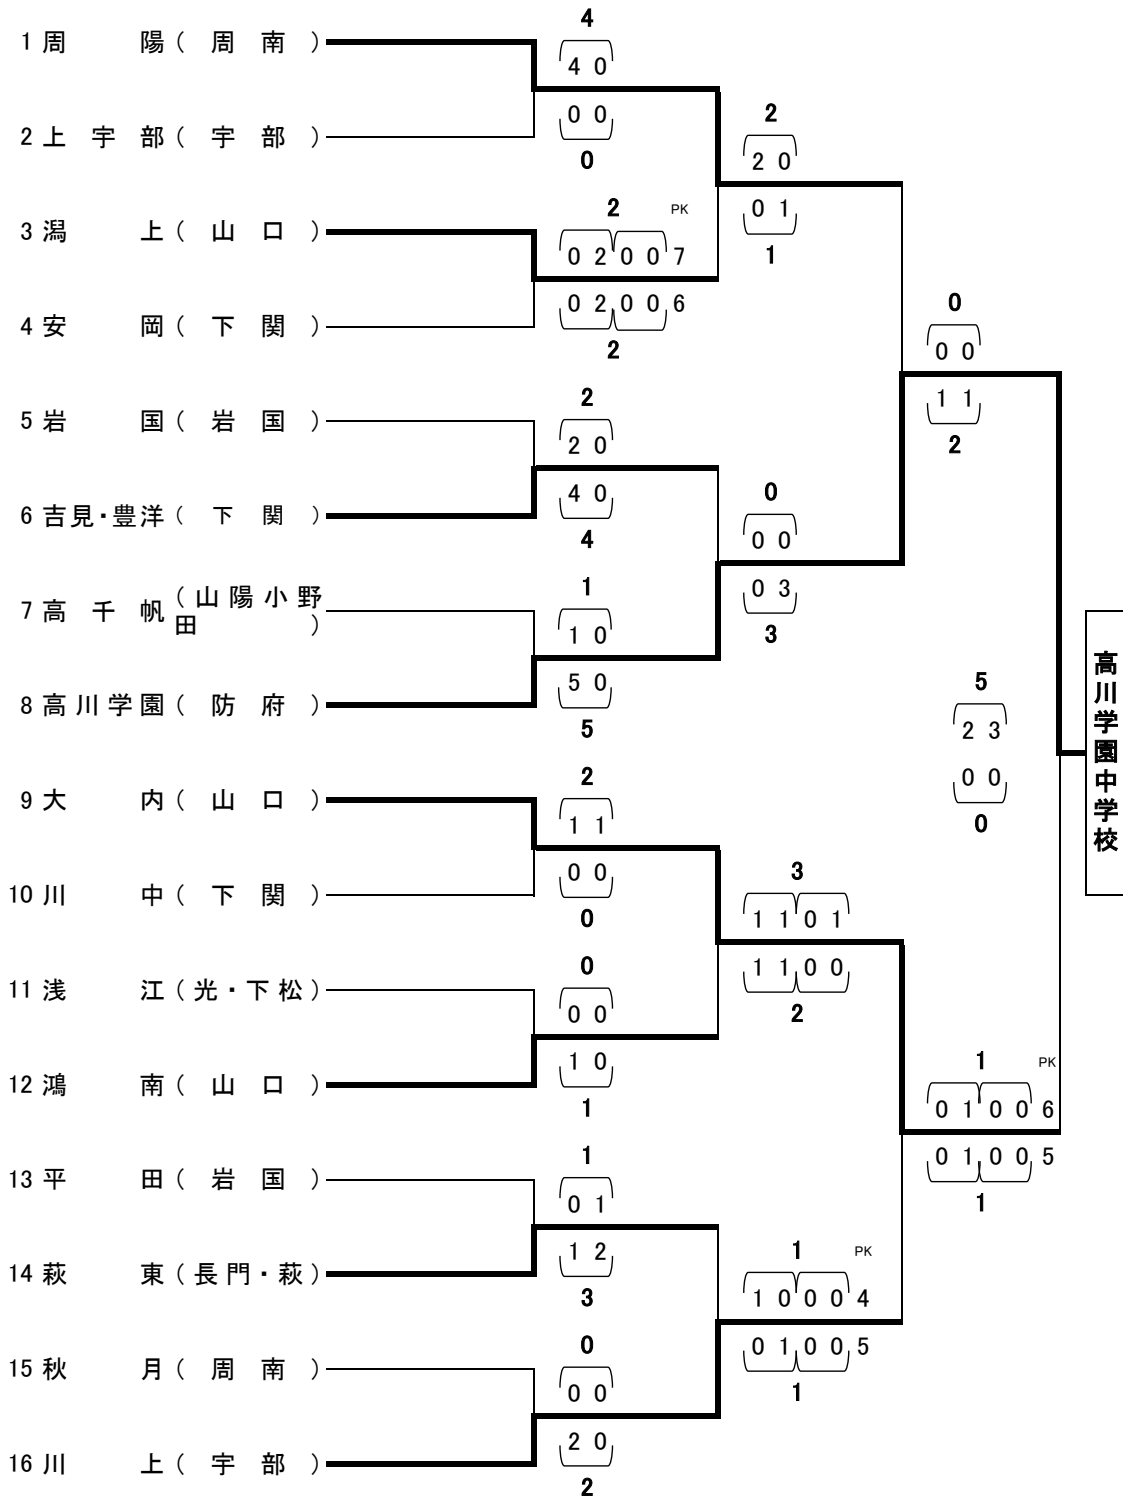 4
1 周 陽 ( 周 南 )
4 0
0 0
2 上 宇 部 ( 宇 部 )
0
2
2 0
0 1
1
2 PK
3 潟 上 ( 山 口 )
0 2 0 0 7
0 2 0 0 6
4 安 岡 ( 下 関 )
2
0
0 0
1 1
2
2
5 岩 国 ( 岩 国 )
2 0
4 0
6 吉見・豊洋 ( 下 関 )
4
0
0 0
0 3
3
1
7 高 千 帆 ( 山 陽 小 野
田 )
1 0
5 0
8 高川学園 ( 防 府 )
5
5
2 3
0 0
0
高川学園中学校
2
9 大 内 ( 山 口 )
1 1
0 0
10 川 中 ( 下 関 )
0
3
1 1 0 1
1 1 0 0
2
0
11 浅 江 ( 光・下松 )
0 0
1 0
12 鴻 南 ( 山 口 )
1
1 PK
0 1 0 0 6
0 1 0 0 5
1
1
13 平 田 ( 岩 国 )
0 1
1 2
14 萩 東 ( 長門・萩 )
3
1 PK
1 0 0 0 4
0 1 0 0 5
1
0
15 秋 月 ( 周 南 )
0 0
2 0
16 川 上 ( 宇 部 )
2